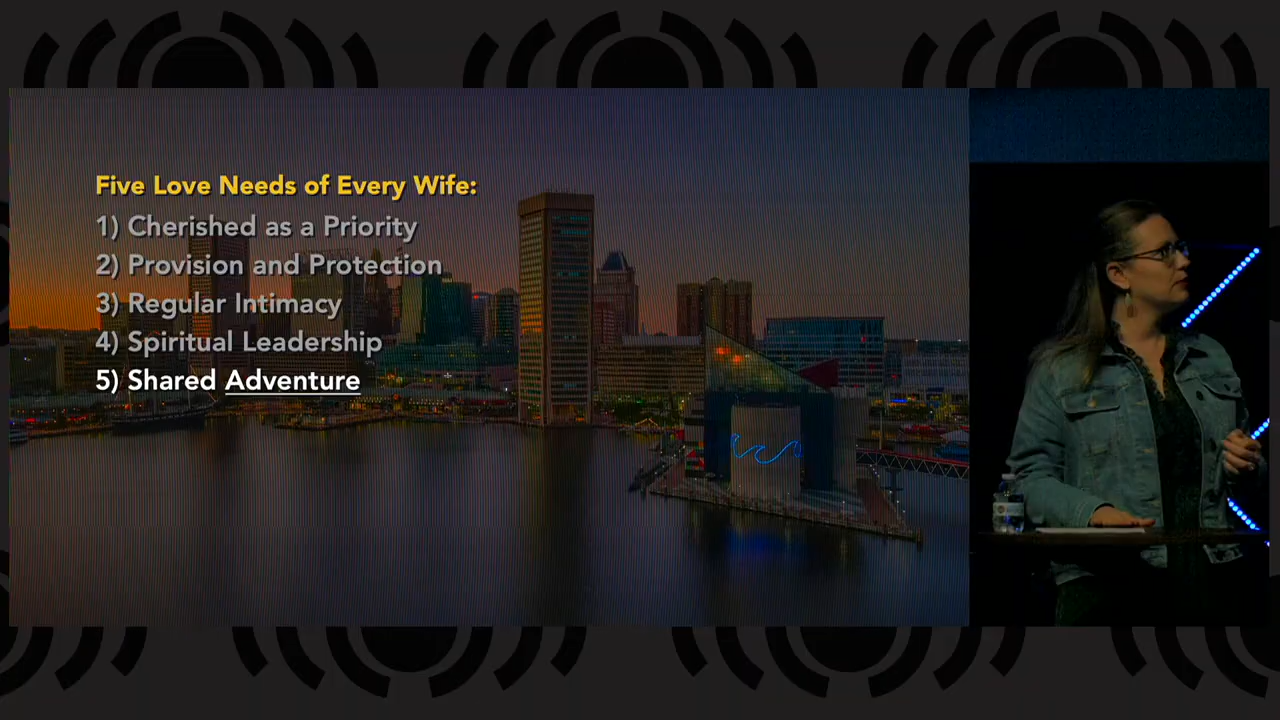 Five Love Needs of Every Wife:
1) Cherished as a Priority
2) Provision and Protection
3) Regular Intimacy
4) Spiritual Leadership
5) Shared Adventure